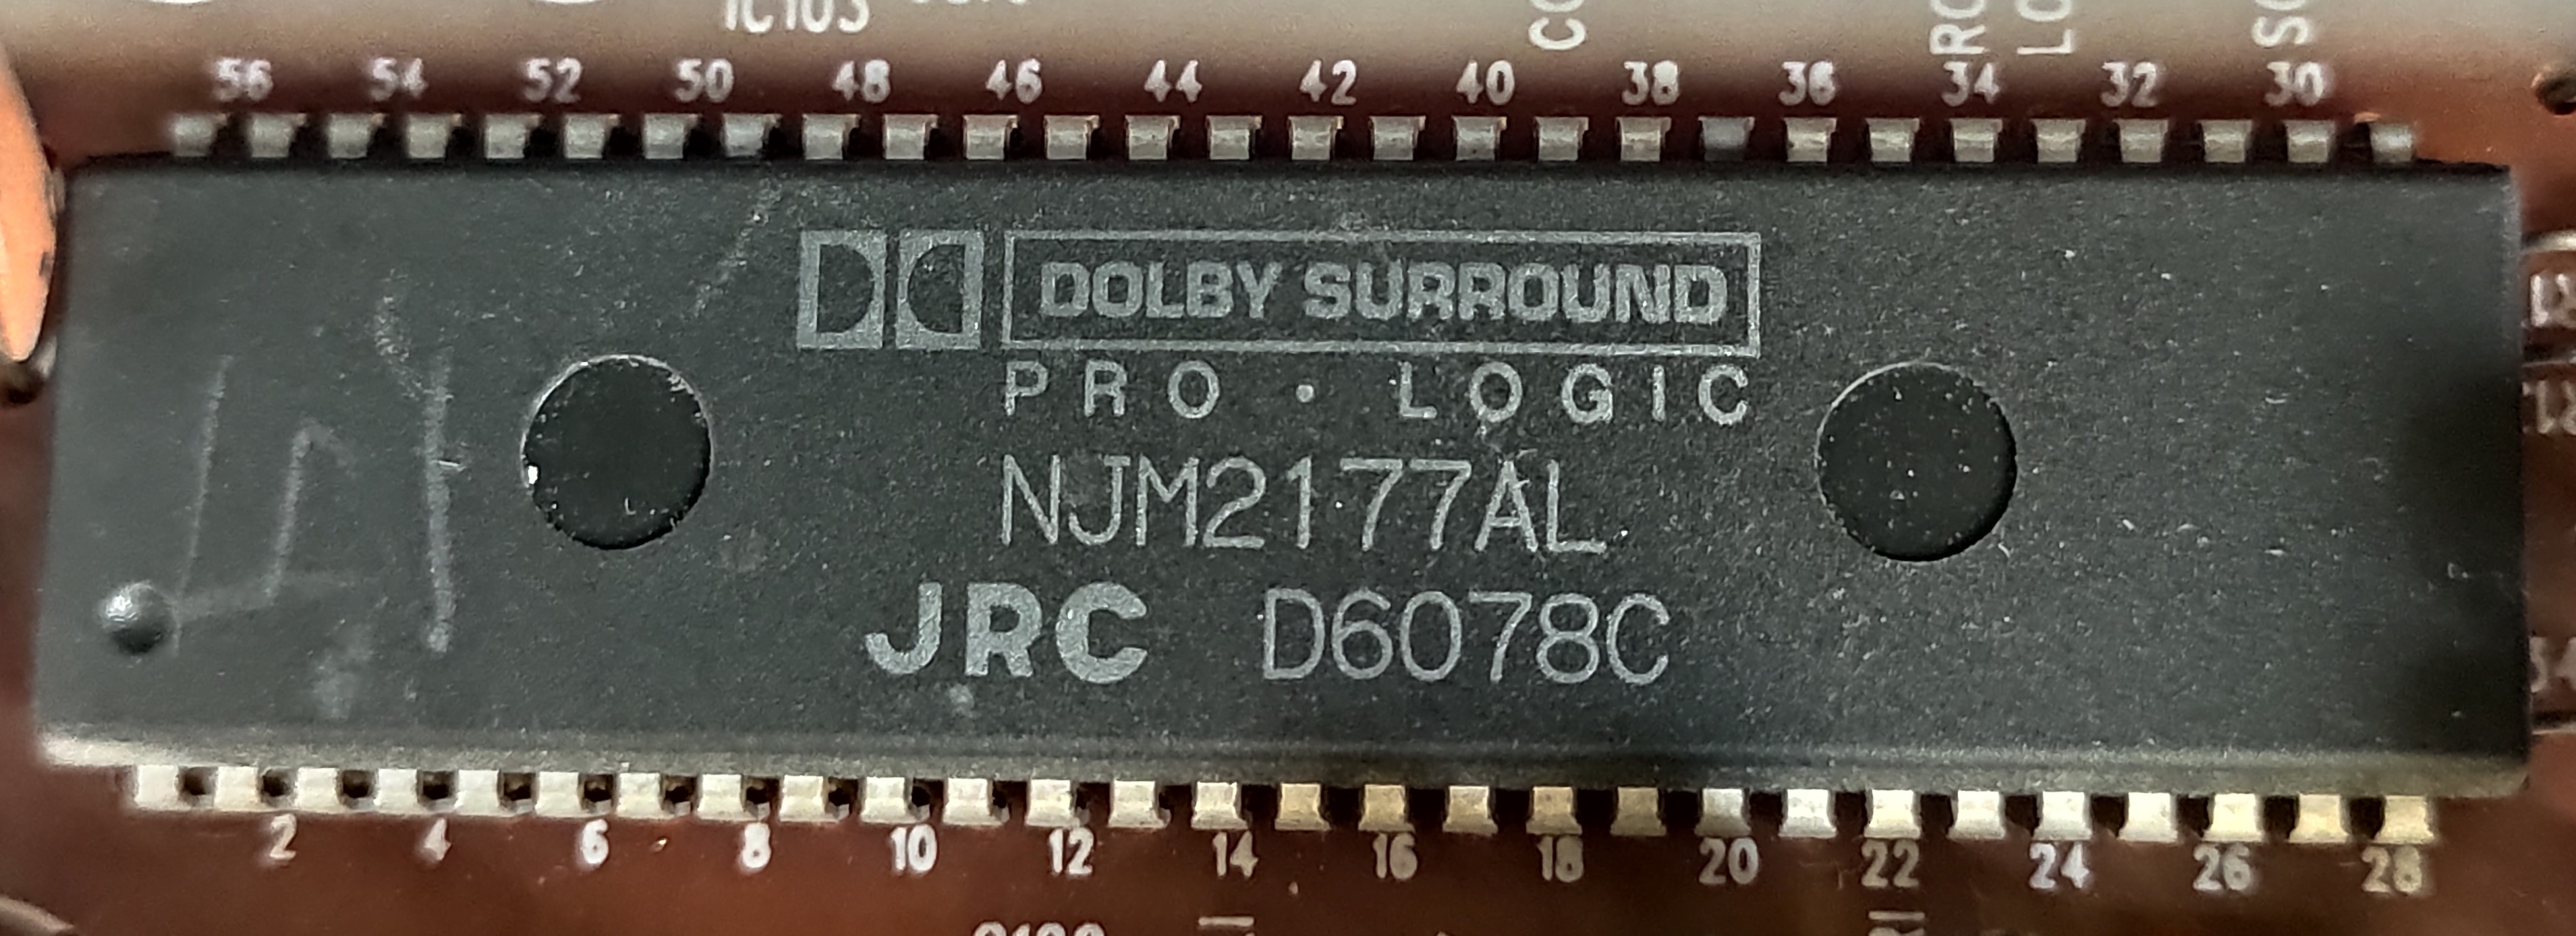 IC103
56 54 52 50 48 46 44 42 40 38 36 34 32 30
DOLBY SURROUND
PRO · LOGIC
NJM2177AL
JRC D6078C
2 4 6 8 10 12 14 16 18 20 22 24 26 28